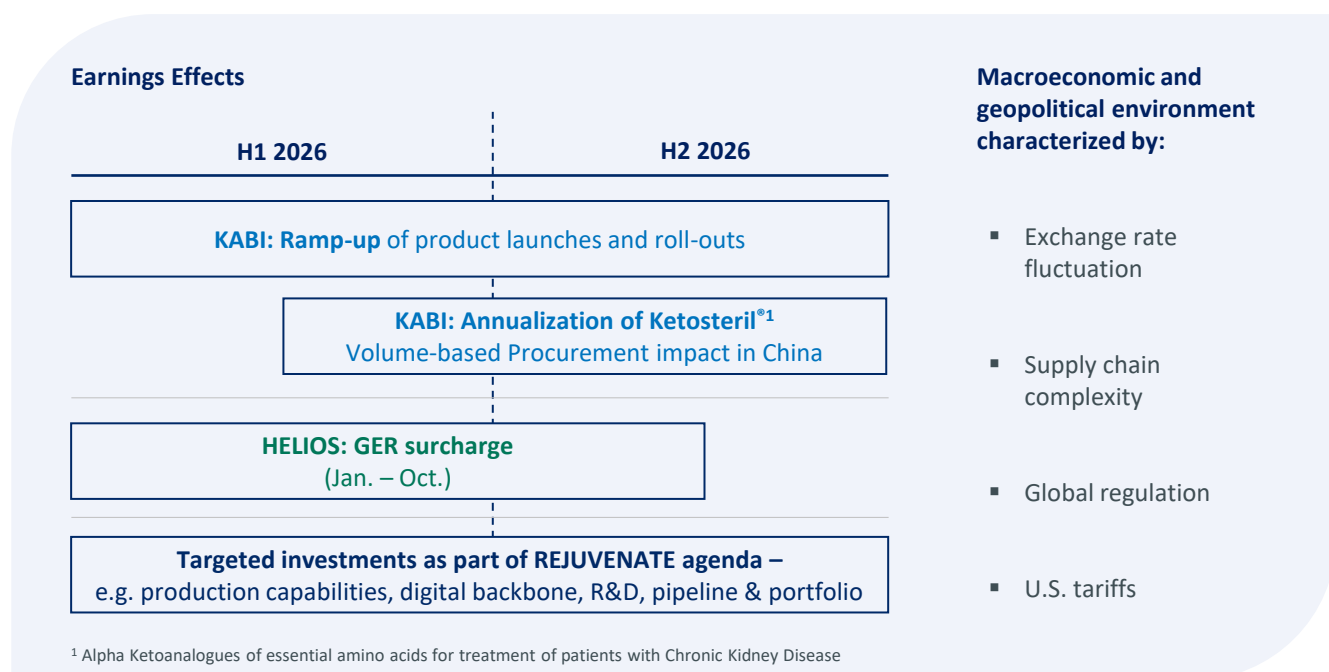 Earnings Effects
H1 2026
H2 2026
KABI: Ramp-up of product launches and roll-outs
KABI: Annualization of Ketosteril®1
Volume-based Procurement impact in China
HELIOS: GER surcharge
(Jan. – Oct.)
Targeted investments as part of REJUVENATE agenda –
e.g. production capabilities, digital backbone, R&D, pipeline & portfolio
1 Alpha Ketoanalogues of essential amino acids for treatment of patients with Chronic Kidney Disease
Macroeconomic and
geopolitical environment
characterized by:
▪ Exchange rate
fluctuation
▪ Supply chain
complexity
▪ Global regulation
▪ U.S. tariffs